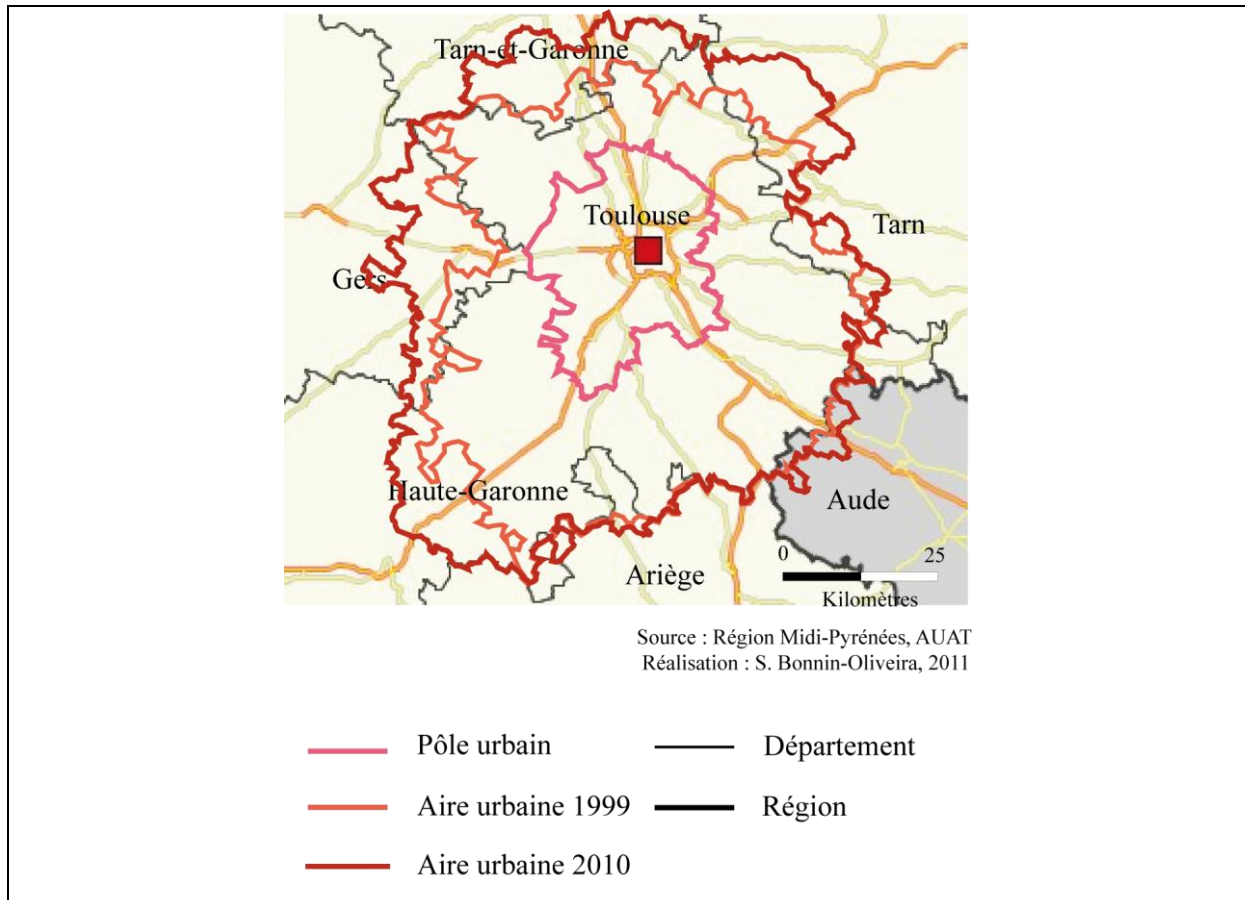 Tarn-et-Garonne
Toulouse
Tarn
Gers
Haute-Garonne
Aude
Ariège
0 25
Kilomètres
Source : Région Midi-Pyrénées, AUAT
Réalisation : S. Bonnin-Oliveira, 2011
Pôle urbain
Département
Aire urbaine 1999
Région
Aire urbaine 2010